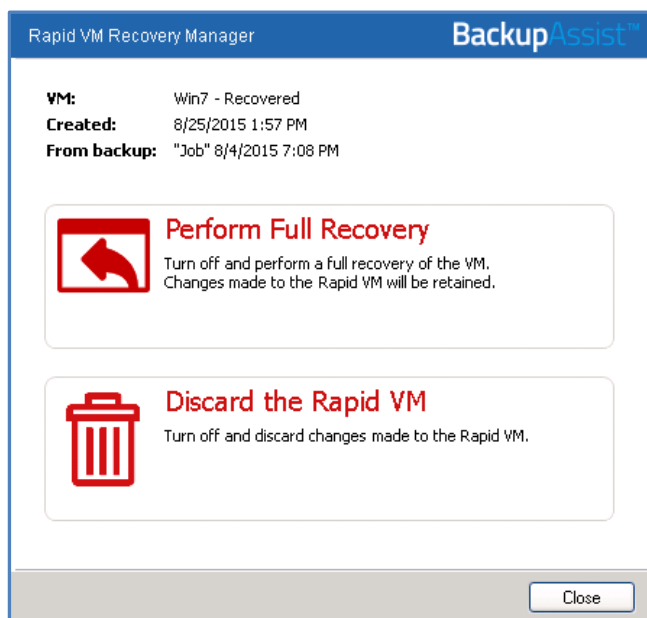 Rapid VM Recovery Manager
BackupAssist™
VM: Win7 - Recovered
Created: 8/25/2015 1:57 PM
From backup: "Job" 8/4/2015 7:08 PM
Perform Full Recovery
Turn off and perform a full recovery of the VM.
Changes made to the Rapid VM will be retained.
Discard the Rapid VM
Turn off and discard changes made to the Rapid VM.
Close